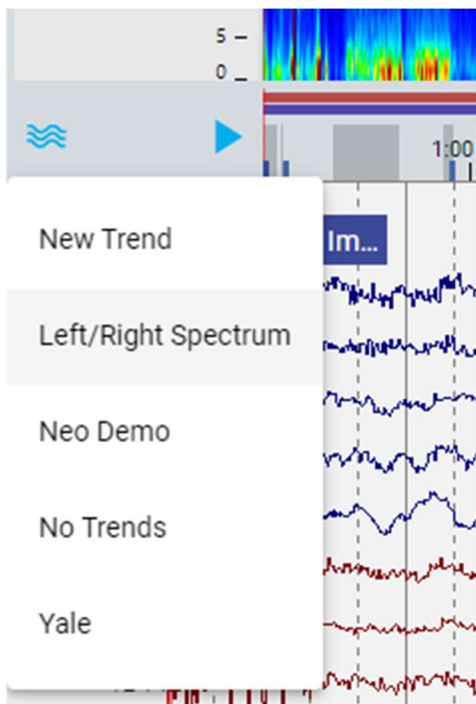 5
0
1:00
Im...
New Trend
Left/Right Spectrum
Neo Demo
No Trends
Yale